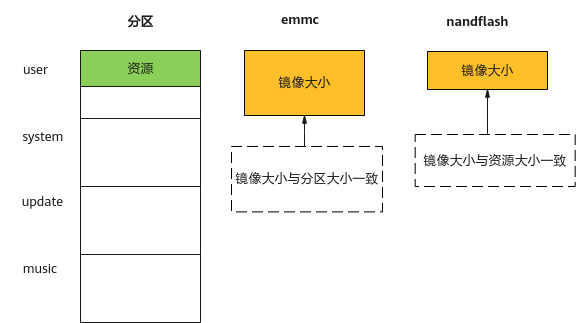 分区
emmc
nandflash
user
资源
镜像大小
镜像大小
system
镜像大小与分区大小一致
镜像大小与资源大小一致
update
music